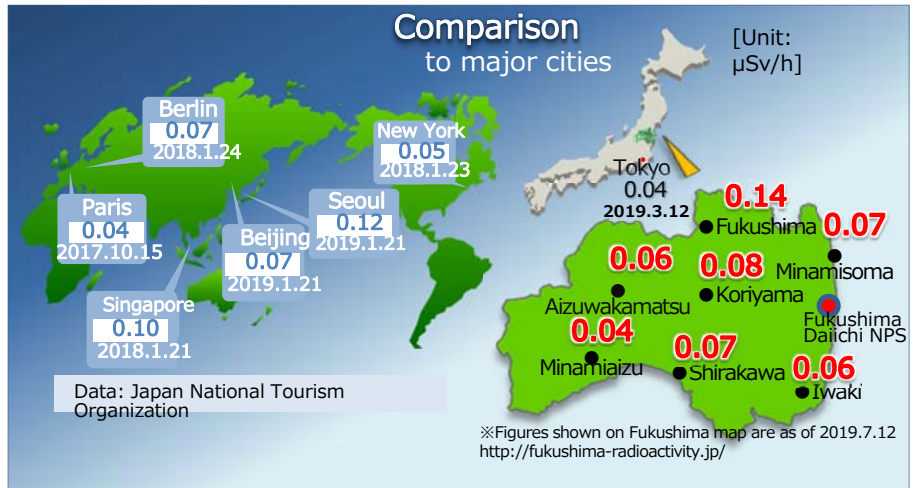 Comparison
to major cities
[Unit:
μSv/h]
Berlin
0.07
2018.1.24
New York
0.05
2018.1.23
Paris
0.04
2017.10.15
Seoul
0.12
2019.1.21
Beijing
0.07
2019.1.21
Singapore
0.10
2018.1.21
Data: Japan National Tourism
Organization
Tokyo
0.04
2019.3.12
0.14
Fukushima
0.07
Minamisoma
0.06
Aizuwakamatsu
0.08
Koriyama
Fukushima
Daiichi NPS
0.04
Minamiaizu
0.07
Shirakawa
0.06
Iwaki
※Figures shown on Fukushima map are as of 2019.7.12
http://fukushima-radioactivity.jp/